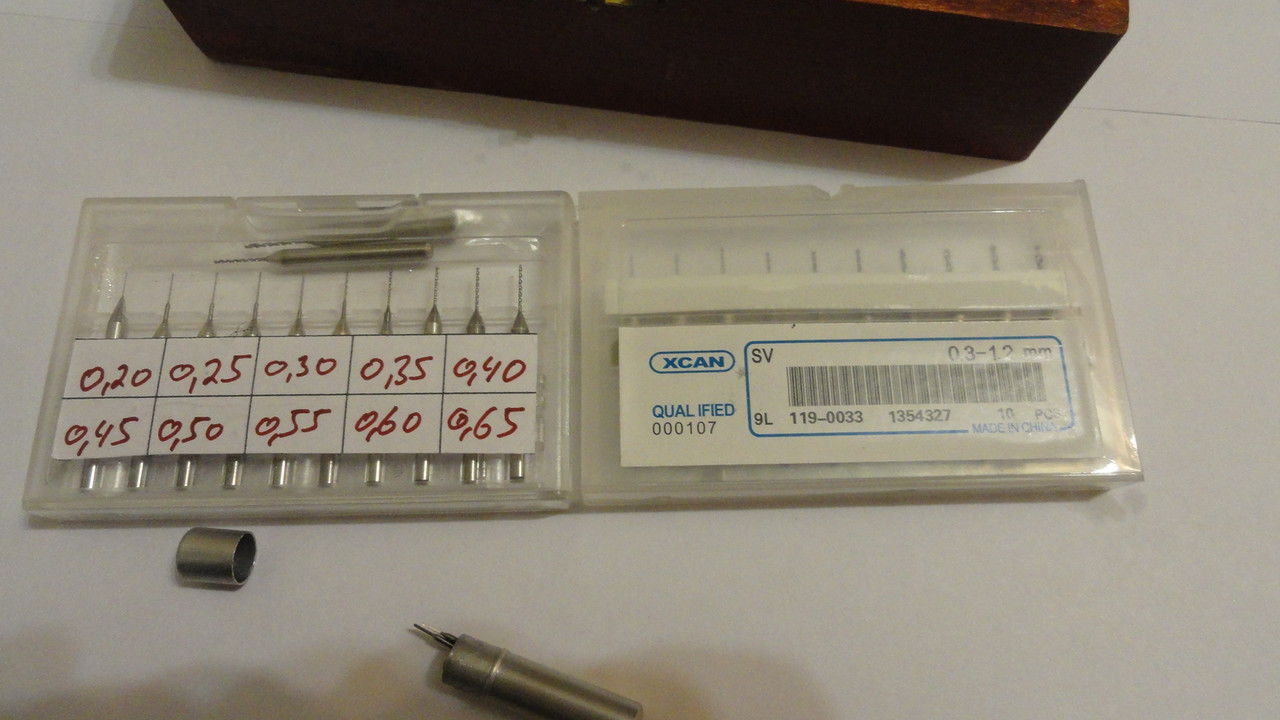 0,20 0,25 0,30 0,35 0,40
0,45 0,50 0,55 0,60 0,65
XCAN
QUALIFIED
000107
SV 0.3-1.2 mm
9L 119-0033 1354327 10 PCS
MADE IN CHINA